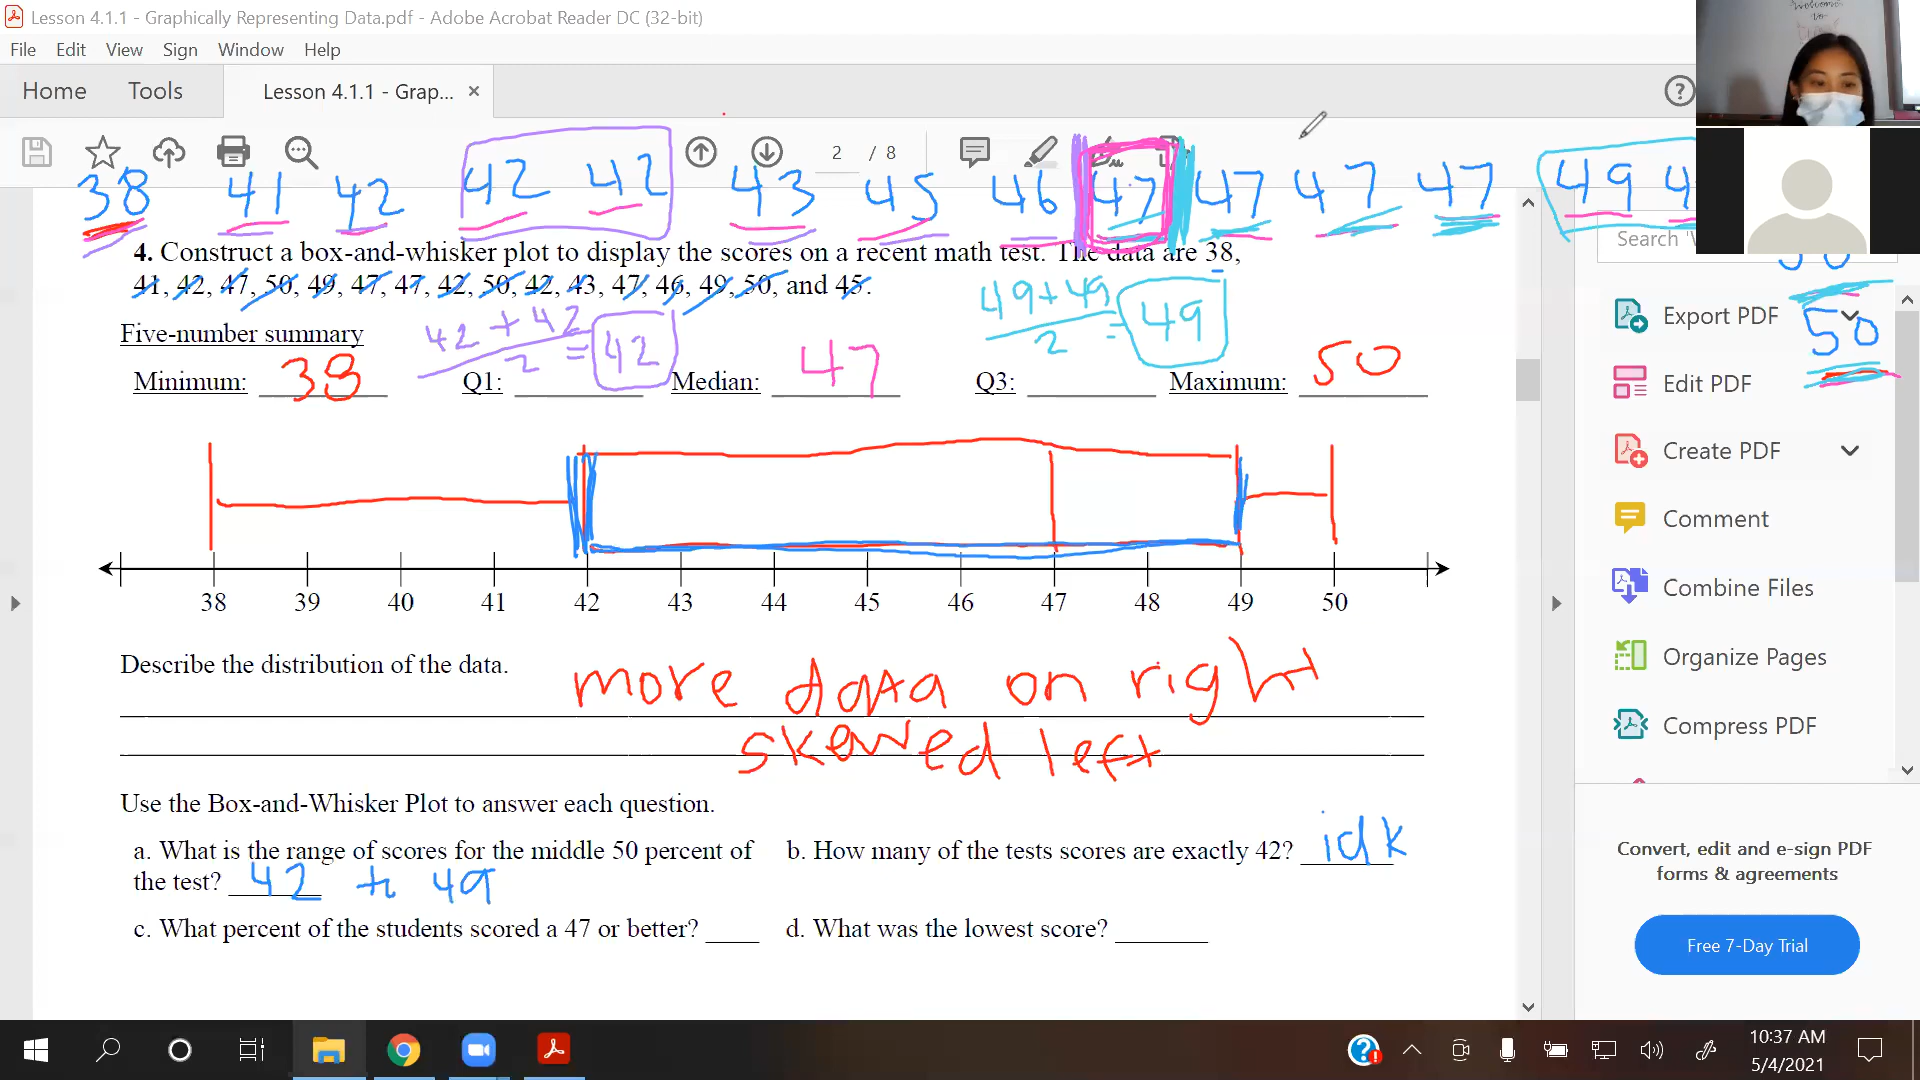 Lesson 4.1.1 - Graphically Representing Data.pdf - Adobe Acrobat Reader DC (32-bit)
File Edit View Sign Window Help
Home Tools Lesson 4.1.1 - Grap... ×
2 / 8
38 41 42 42 42 43 45 46 47 47 47 47 49
Search
4. Construct a box-and-whisker plot to display the scores on a recent math test. The data are 38,
41, 42, 47, 50, 49, 47, 47, 42, 50, 42, 43, 47, 46, 49, 50, and 45.
Five-number summary
42 + 42
2
= 42
49+49
2
= 49
Minimum: 38 Q1: Median: 47 Q3: Maximum: 50
38 39 40 41 42 43 44 45 46 47 48 49 50
Describe the distribution of the data. more data on right
skewed left
Use the Box-and-Whisker Plot to answer each question.
a. What is the range of scores for the middle 50 percent of
the test? 42 to 49
b. How many of the tests scores are exactly 42? idk
c. What percent of the students scored a 47 or better?
d. What was the lowest score?
50
Export PDF
Edit PDF
Create PDF
Comment
Combine Files
Organize Pages
Compress PDF
Convert, edit and e-sign PDF
forms & agreements
Free 7-Day Trial
10:37 AM
5/4/2021